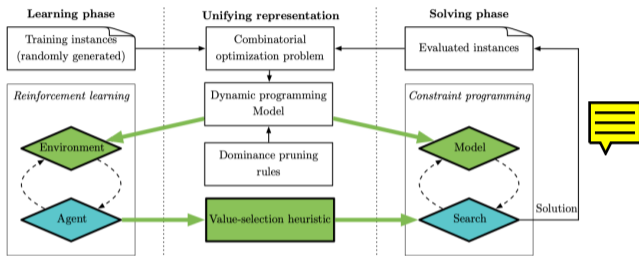 Learning phase
Unifying representation
Solving phase
Training instances
(randomly generated)
Combinatorial
optimization problem
Evaluated instances
Reinforcement learning
Dynamic programming
Model
Constraint programming
Environment
Model
Dominance pruning
rules
Agent
Value-selection heuristic
Search
Solution